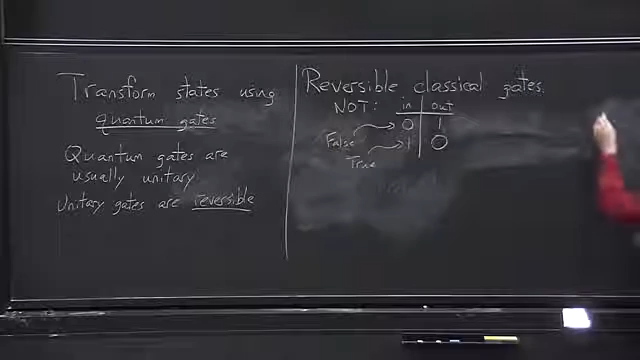 Transform states using
quantum gates
Quantum gates are
usually unitary.
Unitary gates are reversible
Reversible classical gates.
NOT: in out
0 1
False
1 0
True